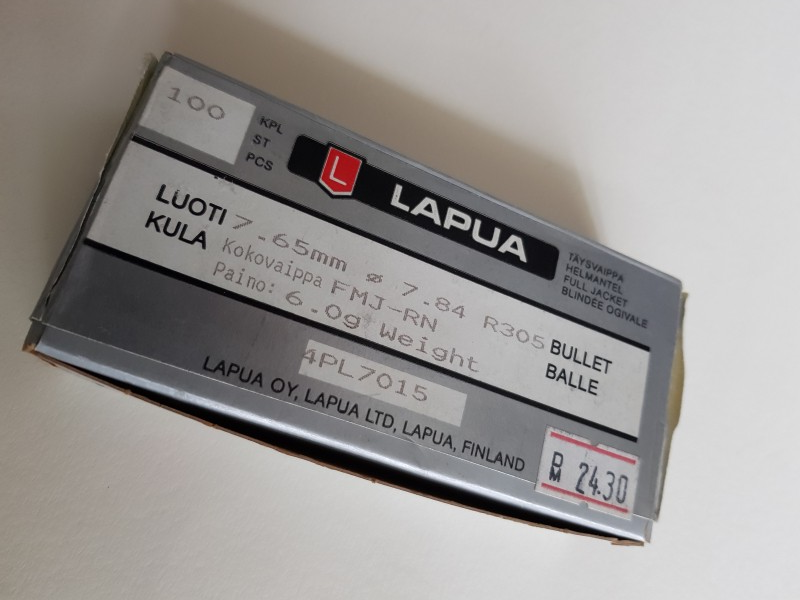 100
KPL
ST
PCS
L
LAPUA
TÄYSVAIPPA
HELMANTEL
FULL JACKET
BLINDÉE OGIVALE
LUOTI
KULA
7.65mm ø 7.84 R305
Kokovaippa FMJ-RN
Paino: 6.0g Weight
BULLET
BALLE
4PL7015
LAPUA OY, LAPUA LTD, LAPUA, FINLAND
DM 24.30